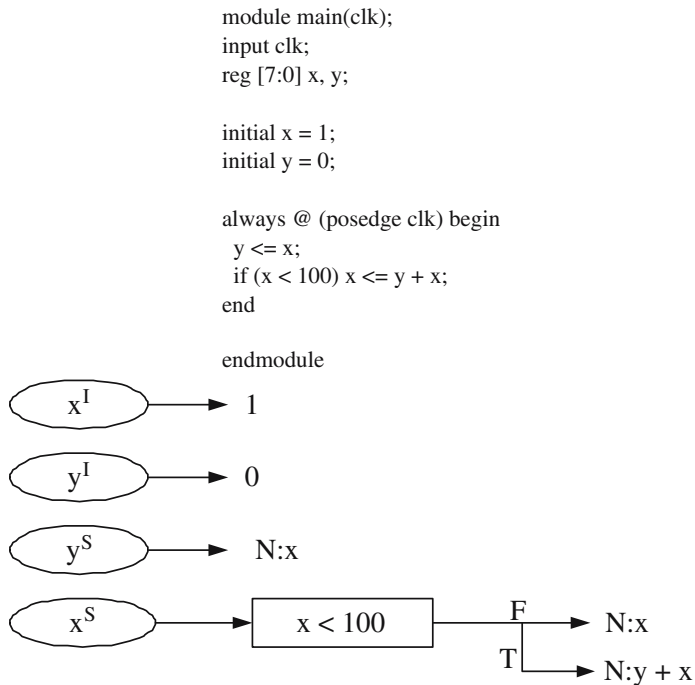 module main(clk);
input clk;
reg [7:0] x, y;
initial x = 1;
initial y = 0;
always @ (posedge clk) begin
y <= x;
if (x < 100) x <= y + x;
end
endmodule
x^I 1
y^I 0
y^S N:x
x^S x < 100 F N:x
T N:y + x